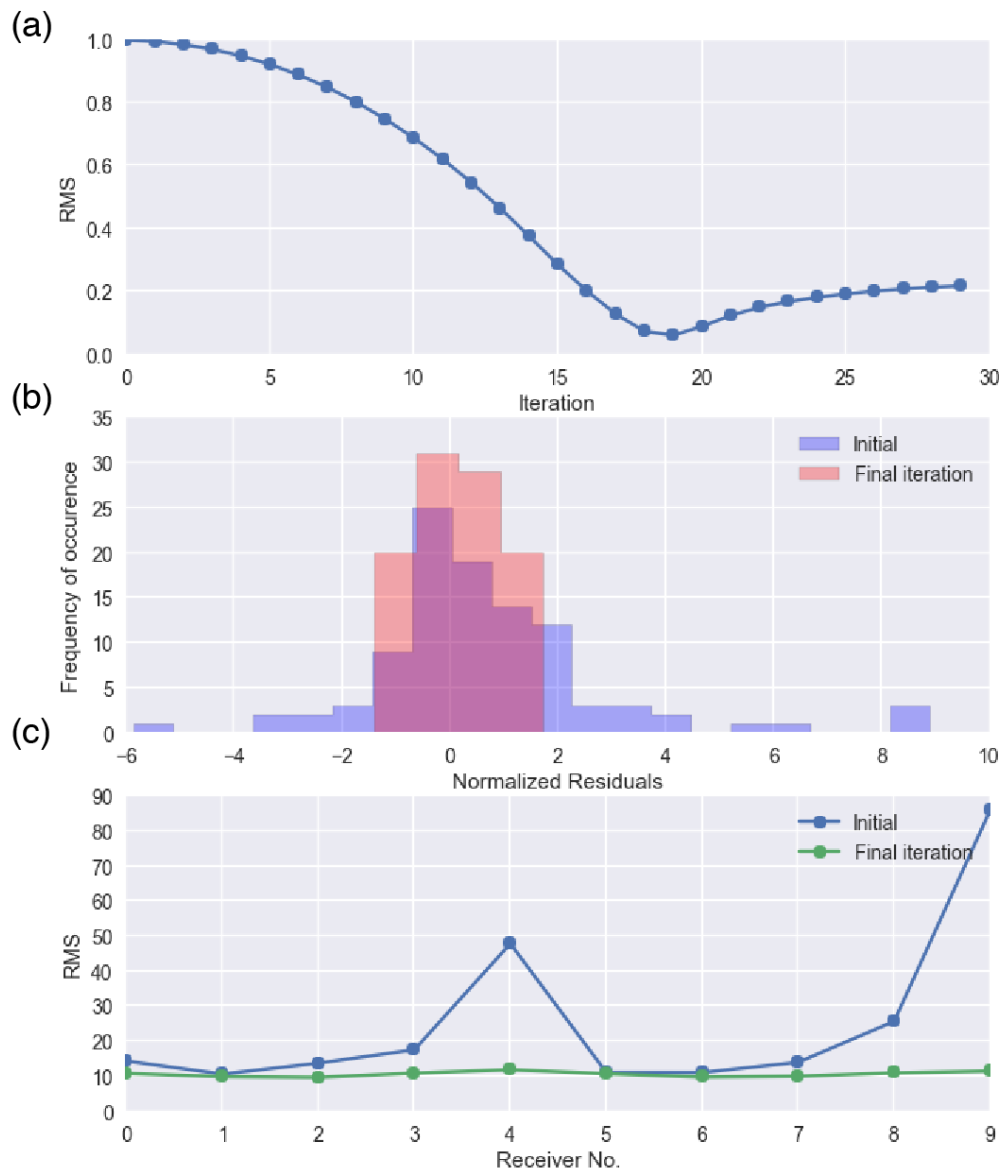 (a)
1.0
0.8
0.6
0.4
0.2
0.0
RMS
0 5 10 15 20 25 30
Iteration
(b)
35
30
25
20
15
10
5
0
Frequency of occurence
Initial
Final iteration
−6 −4 −2 0 2 4 6 8 10
Normalized Residuals
(c)
90
80
70
60
50
40
30
20
10
0
RMS
Initial
Final iteration
0 1 2 3 4 5 6 7 8 9
Receiver No.